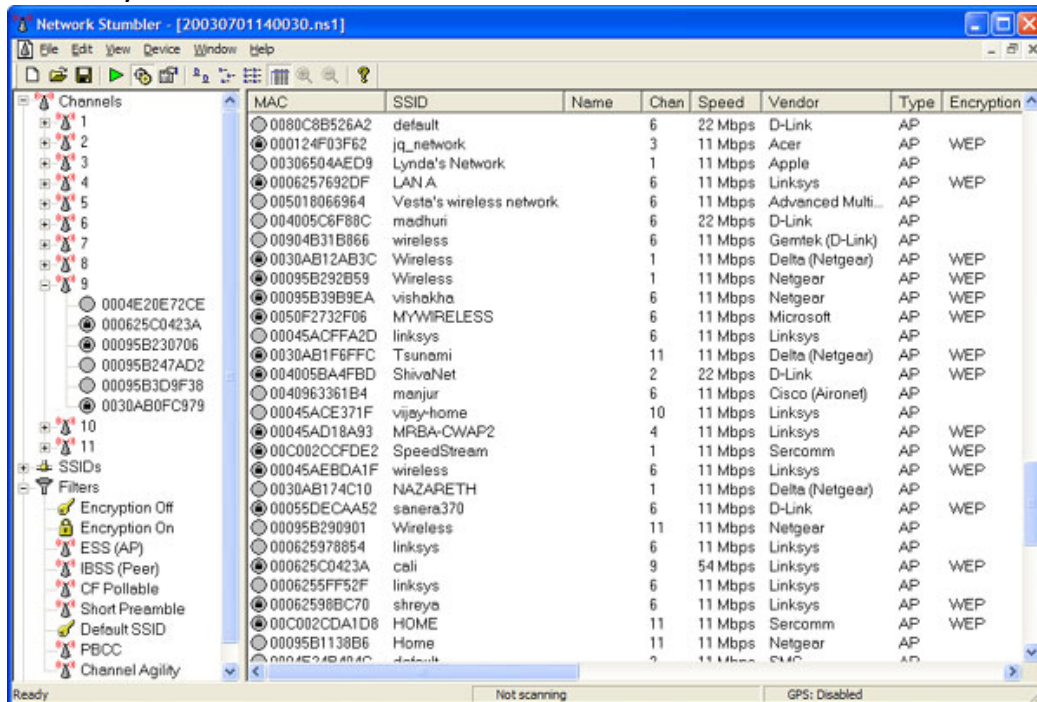 Network Stumbler - [20030701140030.ns1]
File Edit View Device Window Help
Channels
1
2
3
4
5
6
7
8
9
0004E20E72CE
000625C0423A
00095B230706
00095B247AD2
00095B3D9F38
0030AB0FC979
10
11
SSIDs
Filters
Encryption Off
Encryption On
ESS (AP)
IBSS (Peer)
CF Pollable
Short Preamble
Default SSID
PBCC
Channel Agility
MAC SSID Name Chan Speed Vendor Type Encryption
0080C8B526A2 default 6 22 Mbps D-Link AP
000124F03F62 jq_network 3 11 Mbps Acer AP WEP
00306504AED9 Lynda's Network 1 11 Mbps Apple AP
0006257692DF LAN A 6 11 Mbps Linksys AP WEP
005018066964 Vesta's wireless network 6 11 Mbps Advanced Multi... AP
004005C6F88C madhuri 6 22 Mbps D-Link AP
00904B31B866 wireless 6 11 Mbps Gemtek (D-Link) AP
0030AB12AB3C Wireless 1 11 Mbps Delta (Netgear) AP WEP
00095B292B59 Wireless 1 11 Mbps Netgear AP WEP
00095B39B9EA vishakha 6 11 Mbps Netgear AP WEP
0050F2732F06 MYWIRELESS 6 11 Mbps Microsoft AP WEP
00045ACFFA2D linksys 6 11 Mbps Linksys AP
0030AB1F6FFC Tsunami 11 11 Mbps Delta (Netgear) AP WEP
004005BA4FBD ShivaNet 2 22 Mbps D-Link AP WEP
0040963361B4 manjur 6 11 Mbps Cisco (Aironet) AP
00045ACE371F vijay-home 10 11 Mbps Linksys AP
00045AD18A93 MRBA-CWAP2 4 11 Mbps Linksys AP WEP
00C002CCFDE2 SpeedStream 1 11 Mbps Sercomm AP WEP
00045AEBDA1F wireless 6 11 Mbps Linksys AP WEP
0030AB174C10 NAZARETH 1 11 Mbps Delta (Netgear) AP
00055DECAA52 sanera370 6 11 Mbps D-Link AP WEP
00095B290901 Wireless 11 11 Mbps Netgear AP
000625978854 linksys 6 11 Mbps Linksys AP
000625C0423A cali 9 54 Mbps Linksys AP WEP
0006255FF52F linksys 6 11 Mbps Linksys AP
00062598BC70 shreya 6 11 Mbps Linksys AP WEP
00C002CDA1D8 HOME 11 11 Mbps Sercomm AP WEP
00095B1138B6 Home 11 11 Mbps Netgear AP
default 11 Mbps SMC AP
Ready Not scanning GPS: Disabled